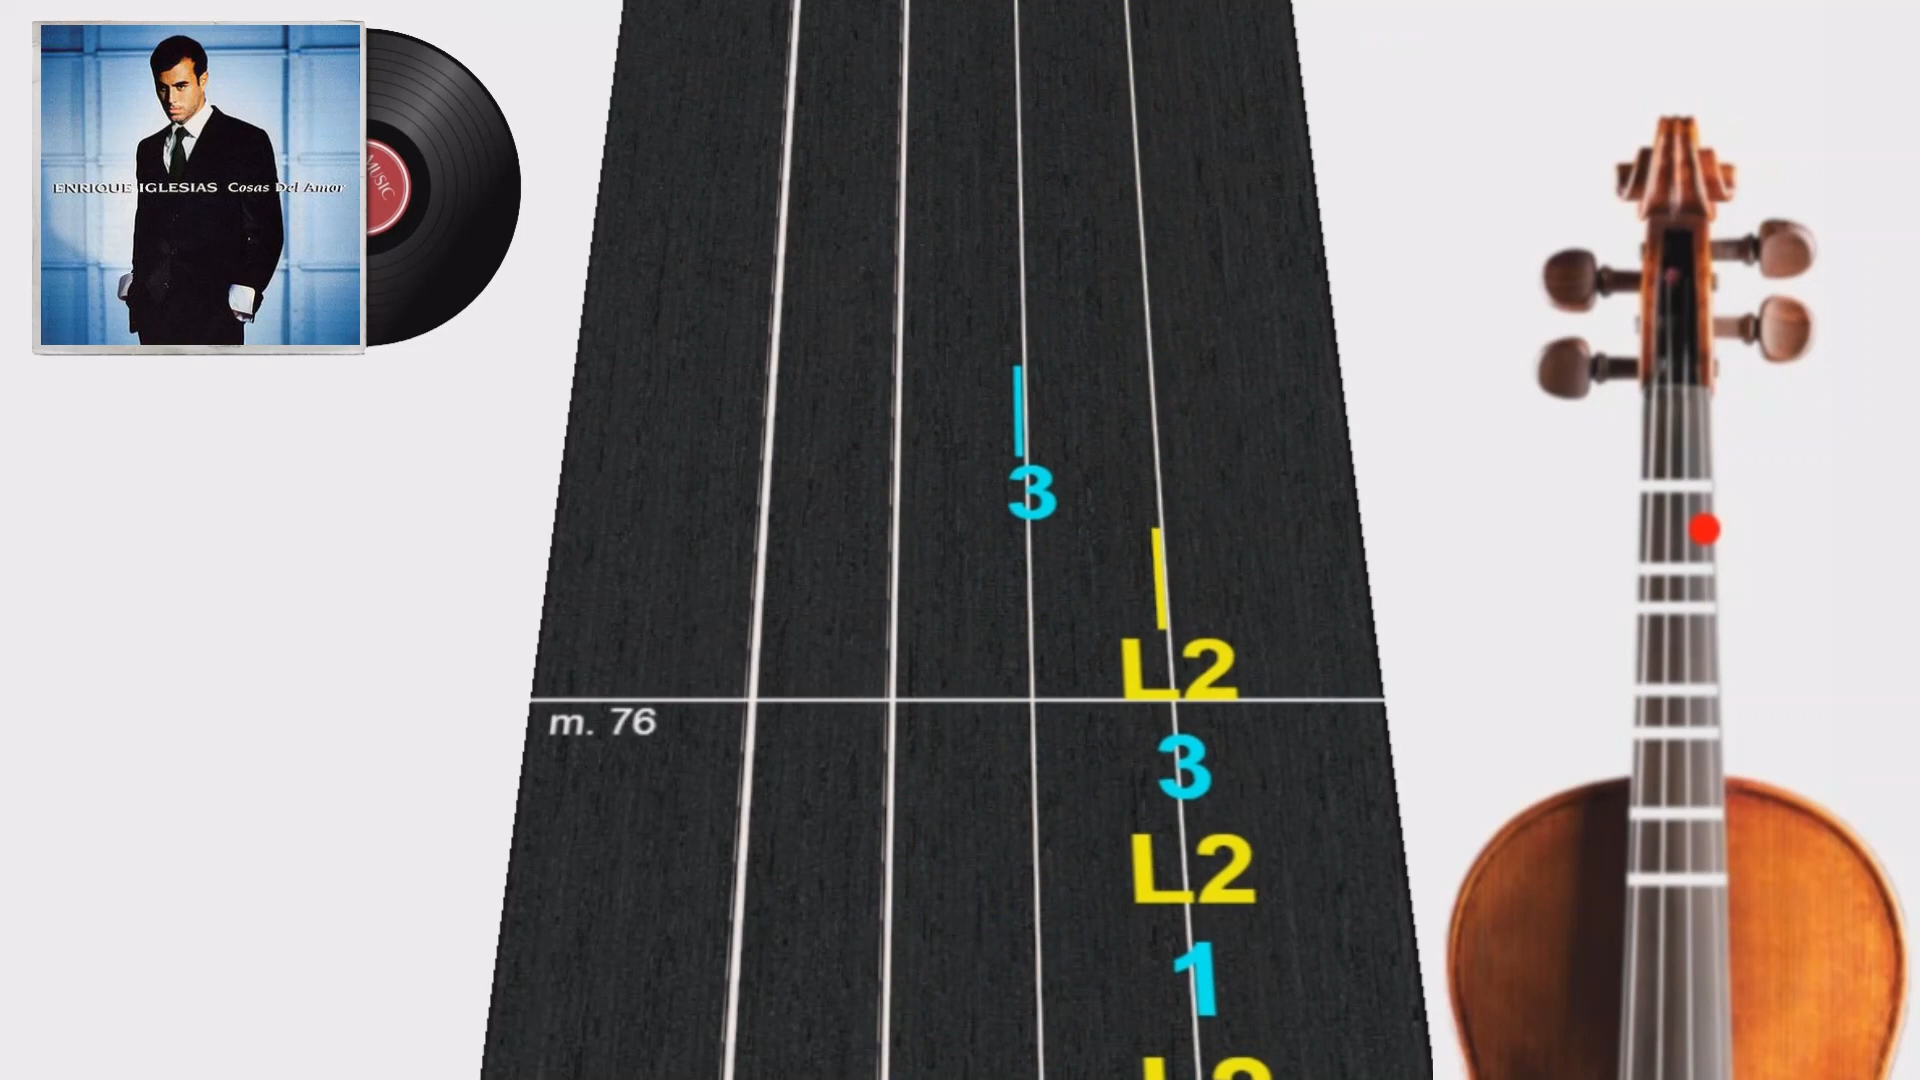 ENRIQUE IGLESIAS Cosas Del Amor
MUSIC
3
L2
m. 76
3
L2
1